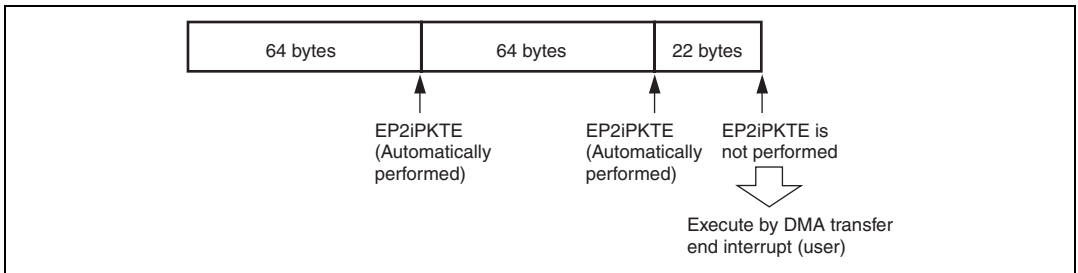 64 bytes
64 bytes
22 bytes
EP2iPKTE
(Automatically
performed)
EP2iPKTE
(Automatically
performed)
EP2iPKTE is
not performed
Execute by DMA transfer
end interrupt (user)